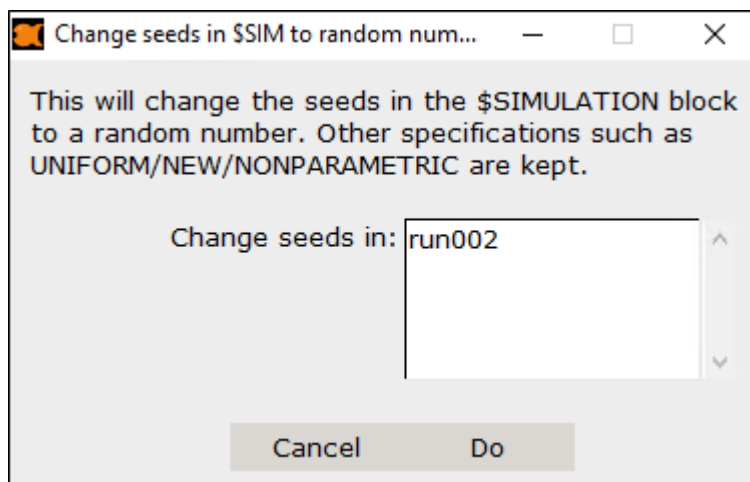 Change seeds in $SIM to random num...
This will change the seeds in the $SIMULATION block
to a random number. Other specifications such as
UNIFORM/NEW/NONPARAMETRIC are kept.
Change seeds in: run002
Cancel Do